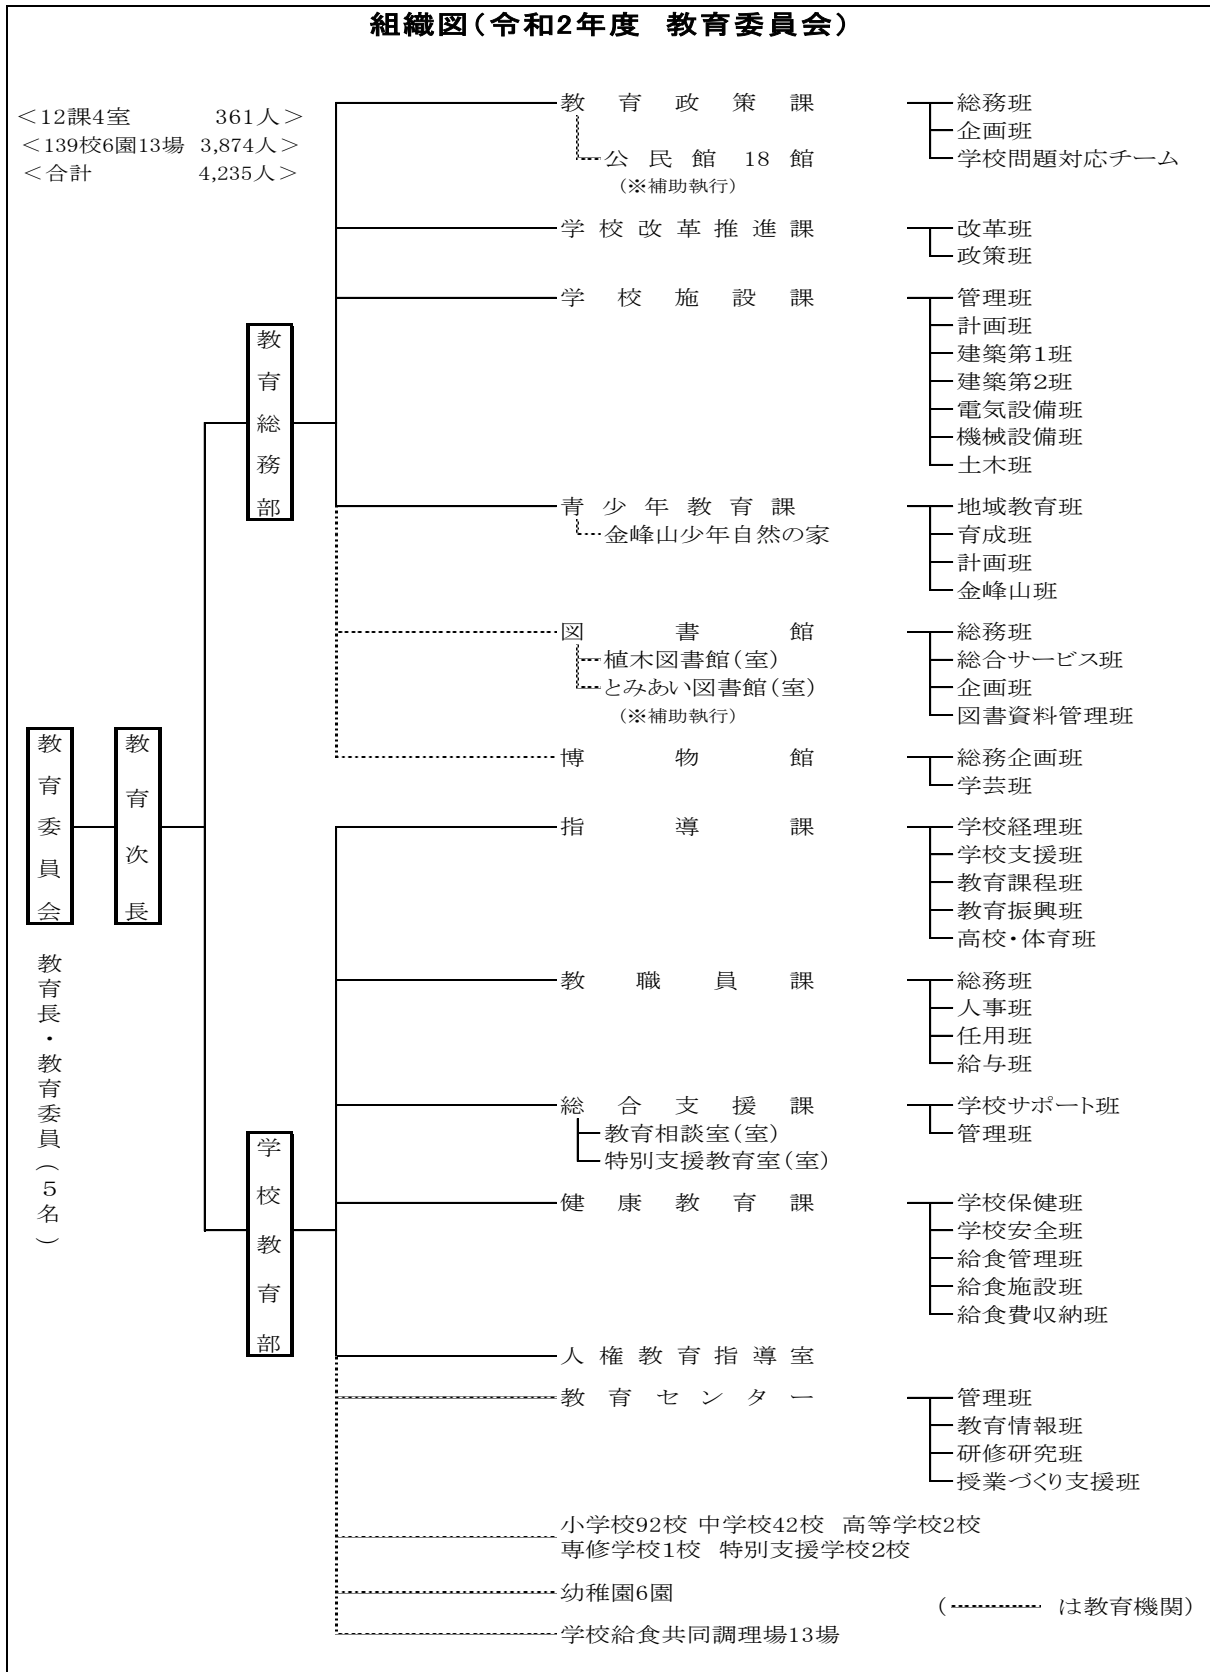 組織図(令和2年度 教育委員会)
<12課4室 361人>
<139校6園13場 3,874人>
<合計 4,235人>
教育委員会
教育長・教育委員(5名)
教育次長
教育総務部
教育政策課
公民館 18館
(※補助執行)
総務班
企画班
学校問題対応チーム
学校改革推進課
改革班
政策班
学校施設課
管理班
計画班
建築第1班
建築第2班
電気設備班
機械設備班
土木班
青少年教育課
金峰山少年自然の家
地域教育班
育成班
計画班
金峰山班
図書館
植木図書館(室)
とみあい図書館(室)
(※補助執行)
総務班
総合サービス班
企画班
図書資料管理班
博物館
総務企画班
学芸班
学校教育部
指導課
学校経理班
学校支援班
教育課程班
教育振興班
高校・体育班
教職員課
総務班
人事班
任用班
給与班
総合支援課
教育相談室(室)
特別支援教育室(室)
学校サポート班
管理班
健康教育課
学校保健班
学校安全班
給食管理班
給食施設班
給食費収納班
人権教育指導室
教育センター
管理班
教育情報班
研修研究班
授業づくり支援班
小学校92校 中学校42校 高等学校2校
専修学校1校 特別支援学校2校
幼稚園6園
学校給食共同調理場13場
( は教育機関)